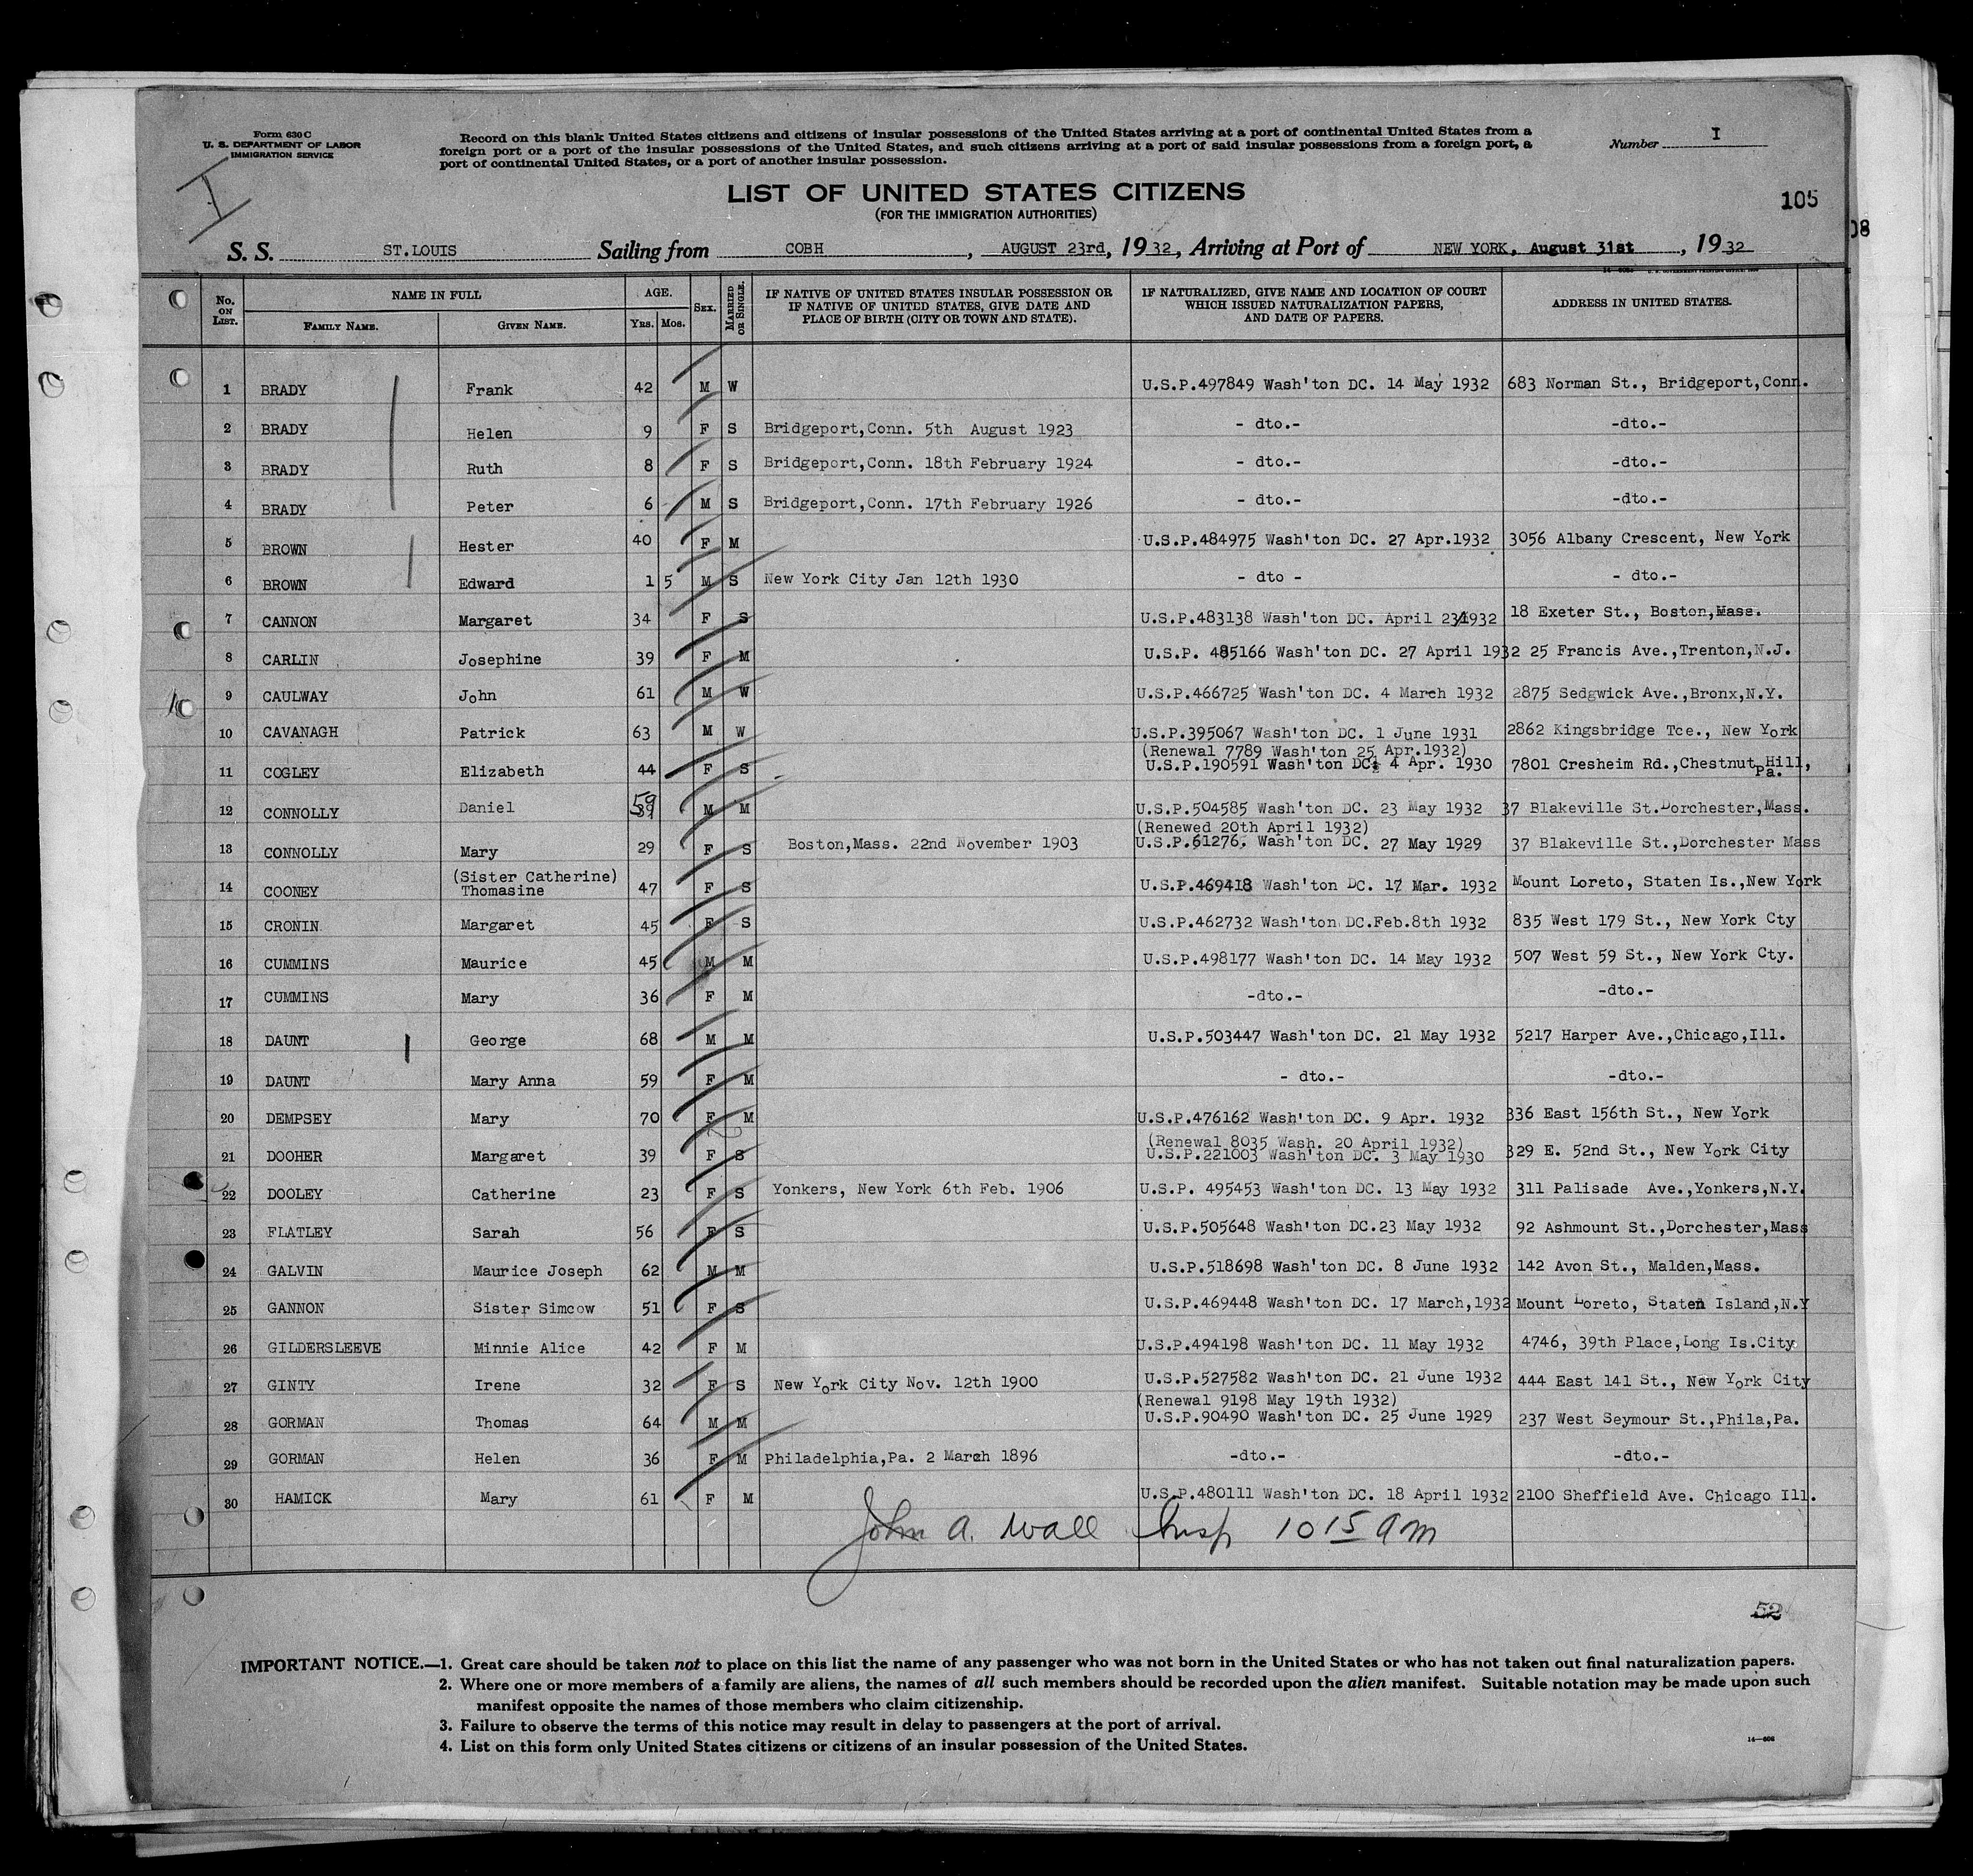 Form 630 C
U. S. DEPARTMENT OF LABOR
IMMIGRATION SERVICE
I
Record on this blank United States citizens and citizens of insular possessions of the United States arriving at a port of continental United States from a
foreign port or a port of the insular possessions of the United States, and such citizens arriving at a port of said insular possessions from a foreign port, a
port of continental United States, or a port of another insular possession.
Number I
LIST OF UNITED STATES CITIZENS
(FOR THE IMMIGRATION AUTHORITIES)
105
08
S. S. ST.LOUIS Sailing from COBH, AUGUST 23rd, 1932, Arriving at Port of NEW YORK, August 31st, 1932
No. ON LIST. NAME IN FULL FAMILY NAME. GIVEN NAME. AGE. YRS. MOS. SEX. MARRIED OR SINGLE. IF NATIVE OF UNITED STATES INSULAR POSSESSION OR IF NATIVE OF UNITED STATES, GIVE DATE AND PLACE OF BIRTH (CITY OR TOWN AND STATE). IF NATURALIZED, GIVE NAME AND LOCATION OF COURT WHICH ISSUED NATURALIZATION PAPERS, AND DATE OF PAPERS. ADDRESS IN UNITED STATES.
1 BRADY Frank 42 M W U.S.P.497849 Wash'ton DC. 14 May 1932 683 Norman St., Bridgeport,Conn.
2 BRADY Helen 9 F S Bridgeport,Conn. 5th August 1923 - dto.- -dto.-
3 BRADY Ruth 8 F S Bridgeport,Conn. 18th February 1924 - dto.- -dto.-
4 BRADY Peter 6 M S Bridgeport,Conn. 17th February 1926 - dto.- -dto.-
5 BROWN Hester 40 F M U.S.P.484975 Wash'ton DC. 27 Apr.1932 3056 Albany Crescent, New York
6 BROWN Edward 1 5 M S New York City Jan 12th 1930 - dto - - dto.-
7 CANNON Margaret 34 F S U.S.P.483138 Wash'ton DC. April 23/1932 18 Exeter St., Boston,Mass.
8 CARLIN Josephine 39 F M U.S.P. 485166 Wash'ton DC. 27 April 1932 25 Francis Ave.,Trenton,N.J.
9 CAULWAY John 61 M W U.S.P.466725 Wash'ton DC. 4 March 1932 2875 Sedgwick Ave.,Bronx,N.Y.
10 CAVANAGH Patrick 63 M W U.S.P.395067 Wash'ton DC. 1 June 1931 2862 Kingsbridge Tce., New York
(Renewal 7789 Wash'ton 25 Apr.1932)
11 COGLEY Elizabeth 44 F S U.S.P.190591 Wash'ton DC. 4 Apr. 1930 7801 Cresheim Rd.,Chestnut Hill, Pa.
12 CONNOLLY Daniel 59 M M U.S.P.504585 Wash'ton DC. 23 May 1932 37 Blakeville St.Dorchester,Mass.
(Renewed 20th April 1932)
13 CONNOLLY Mary 29 F S Boston,Mass. 22nd November 1903 U.S.P.61276. Wash'ton DC. 27 May 1929 37 Blakeville St.,Dorchester Mass
(Sister Catherine)
14 COONEY Thomasine 47 F S U.S.P.469418 Wash'ton DC. 17 Mar. 1932 Mount Loreto, Staten Is.,New York
15 CRONIN Margaret 45 F S U.S.P.462732 Wash'ton DC.Feb.8th 1932 835 West 179 St., New York Cty
16 CUMMINS Maurice 45 M M U.S.P.498177 Wash'ton DC. 14 May 1932 507 West 59 St., New York Cty.
17 CUMMINS Mary 36 F M -dto.- -dto.-
18 DAUNT George 68 M M U.S.P.503447 Wash'ton DC. 21 May 1932 5217 Harper Ave.,Chicago,Ill.
19 DAUNT Mary Anna 59 F M - dto.- -dto.-
20 DEMPSEY Mary 70 F M U.S.P.476162 Wash'ton DC. 9 Apr. 1932 336 East 156th St., New York
(Renewal 8035 Wash. 20 April 1932)
21 DOOHER Margaret 39 F S U.S.P.221003 Wash'ton DC. 3 May 1930 329 E. 52nd St., New York City
22 DOOLEY Catherine 23 F S Yonkers, New York 6th Feb. 1906 U.S.P. 495453 Wash'ton DC. 13 May 1932 311 Palisade Ave.,Yonkers,N.Y.
23 FLATLEY Sarah 56 F S U.S.P.505648 Wash'ton DC.23 May 1932 92 Ashmount St.,Dorchester,Mass
24 GALVIN Maurice Joseph 62 M M U.S.P.518698 Wash'ton DC. 8 June 1932 142 Avon St., Malden,Mass.
25 GANNON Sister Simcow 51 F S U.S.P.469448 Wash'ton DC. 17 March,1932 Mount Loreto, Staten Island,N.Y
26 GILDERSLEEVE Minnie Alice 42 F M U.S.P.494198 Wash'ton DC. 11 May 1932 4746, 39th Place,Long Is.City
27 GINTY Irene 32 F S New York City Nov. 12th 1900 U.S.P.527582 Wash'ton DC. 21 June 1932 444 East 141 St., New York City
(Renewal 9198 May 19th 1932)
28 GORMAN Thomas 64 M M U.S.P.90490 Wash'ton DC. 25 June 1929 237 West Seymour St.,Phila,Pa.
29 GORMAN Helen 36 F M Philadelphia,Pa. 2 March 1896 -dto.- -dto.-
30 HAMICK Mary 61 F M U.S.P.480111 Wash'ton DC. 18 April 1932 2100 Sheffield Ave. Chicago Ill.
John A. Wall Insp 10 15 am
52
IMPORTANT NOTICE.—1. Great care should be taken not to place on this list the name of any passenger who was not born in the United States or who has not taken out final naturalization papers.
2. Where one or more members of a family are aliens, the names of all such members should be recorded upon the alien manifest. Suitable notation may be made upon such
manifest opposite the names of those members who claim citizenship.
3. Failure to observe the terms of this notice may result in delay to passengers at the port of arrival.
4. List on this form only United States citizens or citizens of an insular possession of the United States.